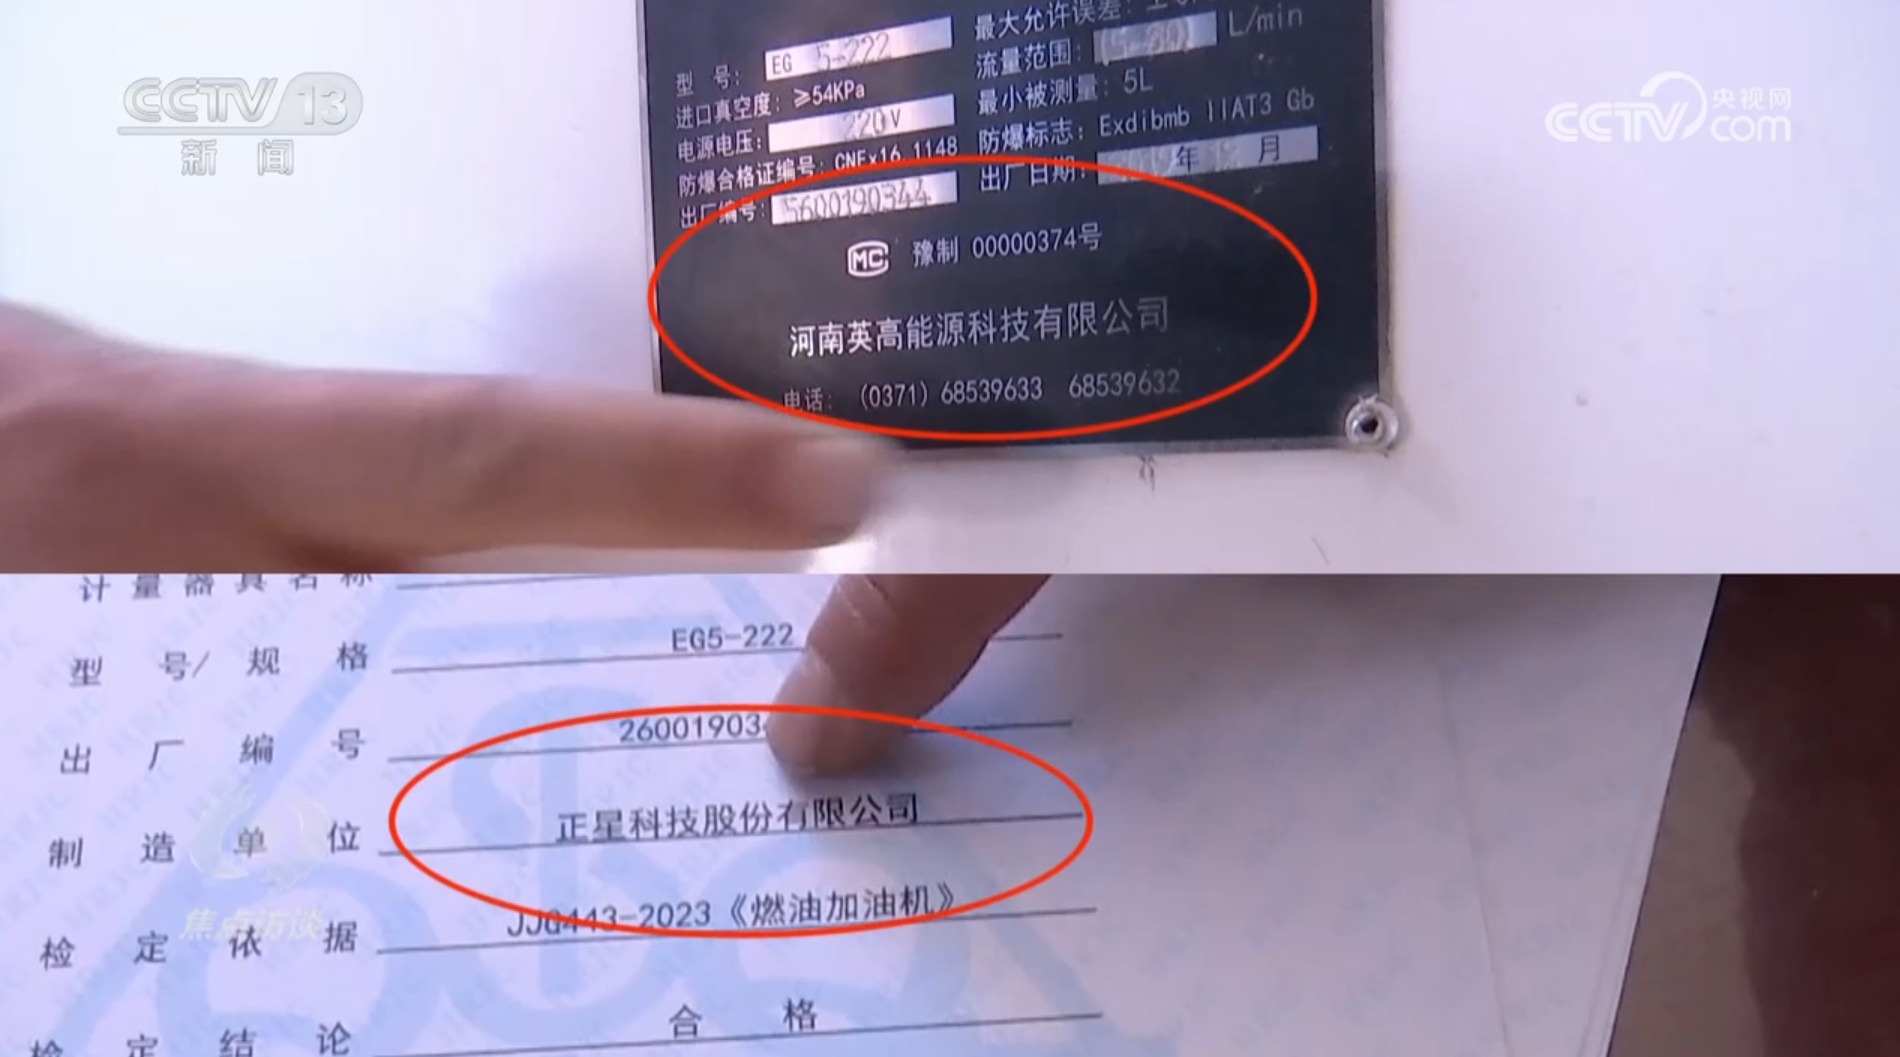 CCTV 13
新闻
CCTV 央视网
com
型 号: EG 5-222
进口真空度: ≥54KPa
电源电压: 220V
防爆合格证编号: CNEx16 1148
出厂编号: 5600190344
最大允许误差:
流量范围: (5-80) L/min
最小被测量: 5L
防爆标志: Exdibmb IIAT3 Gb
出厂日期: 年 月
MC 豫制 00000374号
河南英高能源科技有限公司
电话: (0371) 68539633 68539632
计量器具名称
型号/规格 EG5-222
出厂编号 260019034
制造单位 正星科技股份有限公司
检定依据 JJG443-2023《燃油加油机》
检定结论 合格
焦点访谈